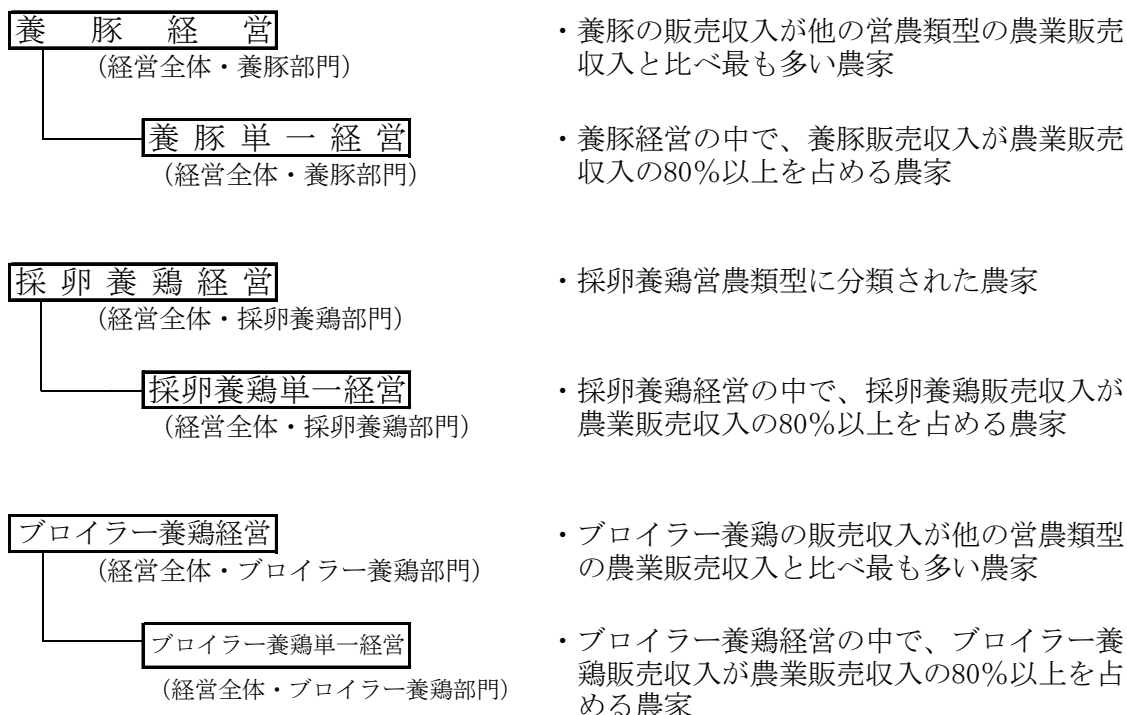 養豚経営
・養豚の販売収入が他の営農類型の農業販売
(経営全体・養豚部門)
収入と比べ最も多い農家
養豚単一経営
・養豚経営の中で、養豚販売収入が農業販売
(経営全体・養豚部門)
収入の80%以上を占める農家
採卵養鶏経営
・採卵養鶏営農類型に分類された農家
(経営全体・採卵養鶏部門)
採卵養鶏単一経営
・採卵養鶏経営の中で、採卵養鶏販売収入が
(経営全体・採卵養鶏部門)
農業販売収入の80%以上を占める農家
ブロイラー養鶏経営
・ブロイラー養鶏の販売収入が他の営農類型
(経営全体・ブロイラー養鶏部門)
の農業販売収入と比べ最も多い農家
ブロイラー養鶏単一経営
・ブロイラー養鶏経営の中で、ブロイラー養
(経営全体・ブロイラー養鶏部門)
鶏販売収入が農業販売収入の80%以上を占
める農家